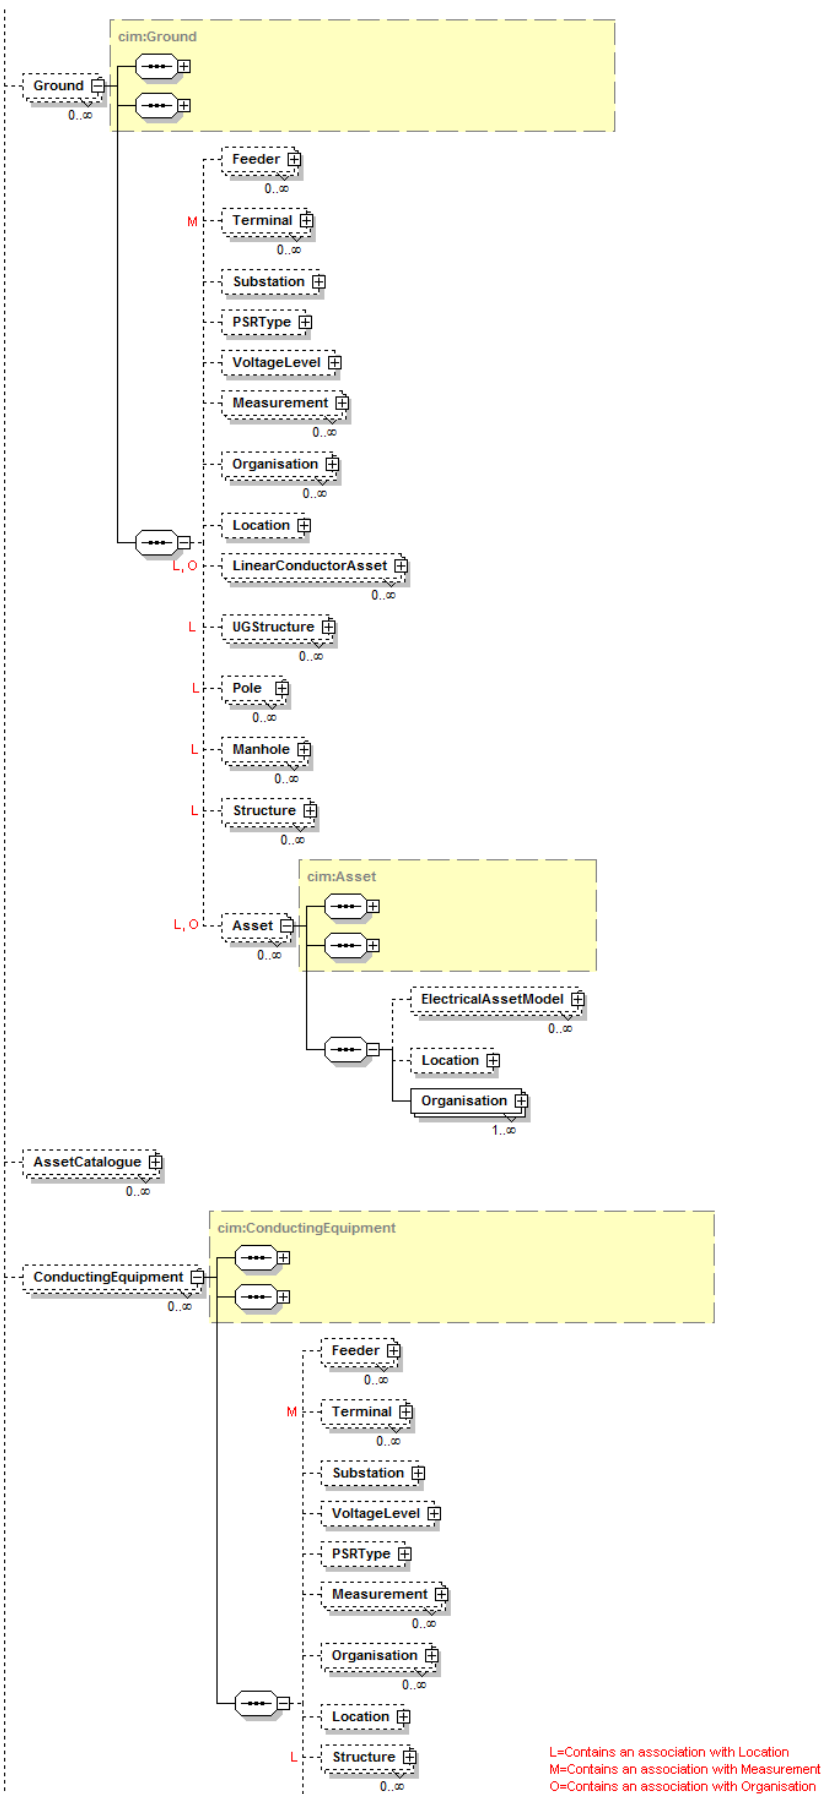 cim:Ground
Ground
0..∞
Feeder
0..∞
M
Terminal
0..∞
Substation
PSRType
VoltageLevel
Measurement
0..∞
Organisation
0..∞
Location
L, O
LinearConductorAsset
0..∞
L
UGStructure
0..∞
L
Pole
0..∞
L
Manhole
0..∞
L
Structure
0..∞
cim:Asset
L, O
Asset
0..∞
ElectricalAssetModel
0..∞
Location
Organisation
1..∞
AssetCatalogue
0..∞
cim:ConductingEquipment
ConductingEquipment
0..∞
Feeder
0..∞
M
Terminal
0..∞
Substation
VoltageLevel
PSRType
Measurement
0..∞
Organisation
0..∞
Location
L
Structure
0..∞
L=Contains an association with Location
M=Contains an association with Measurement
O=Contains an association with Organisation